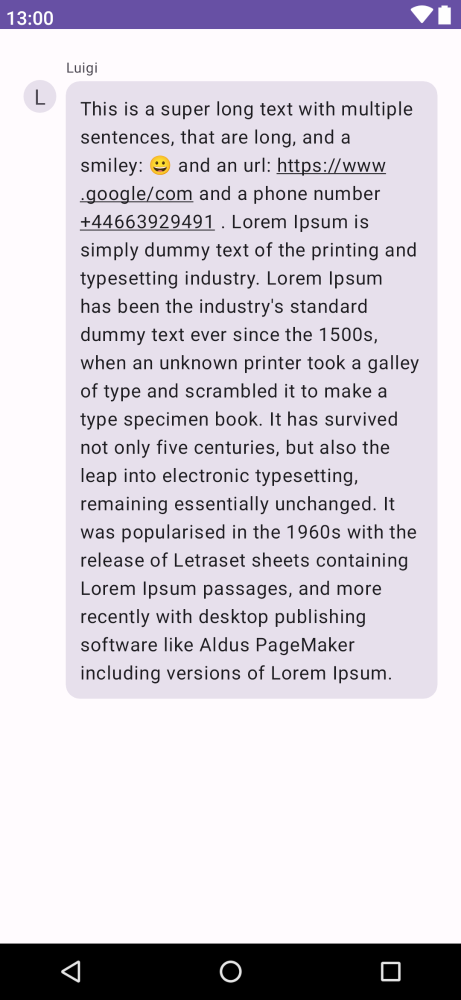 13:00
Luigi
L
This is a super long text with multiple
sentences, that are long, and a
smiley: 😀 and an url: https://www
.google/com and a phone number
+44663929491 . Lorem Ipsum is
simply dummy text of the printing and
typesetting industry. Lorem Ipsum
has been the industry's standard
dummy text ever since the 1500s,
when an unknown printer took a galley
of type and scrambled it to make a
type specimen book. It has survived
not only five centuries, but also the
leap into electronic typesetting,
remaining essentially unchanged. It
was popularised in the 1960s with the
release of Letraset sheets containing
Lorem Ipsum passages, and more
recently with desktop publishing
software like Aldus PageMaker
including versions of Lorem Ipsum.